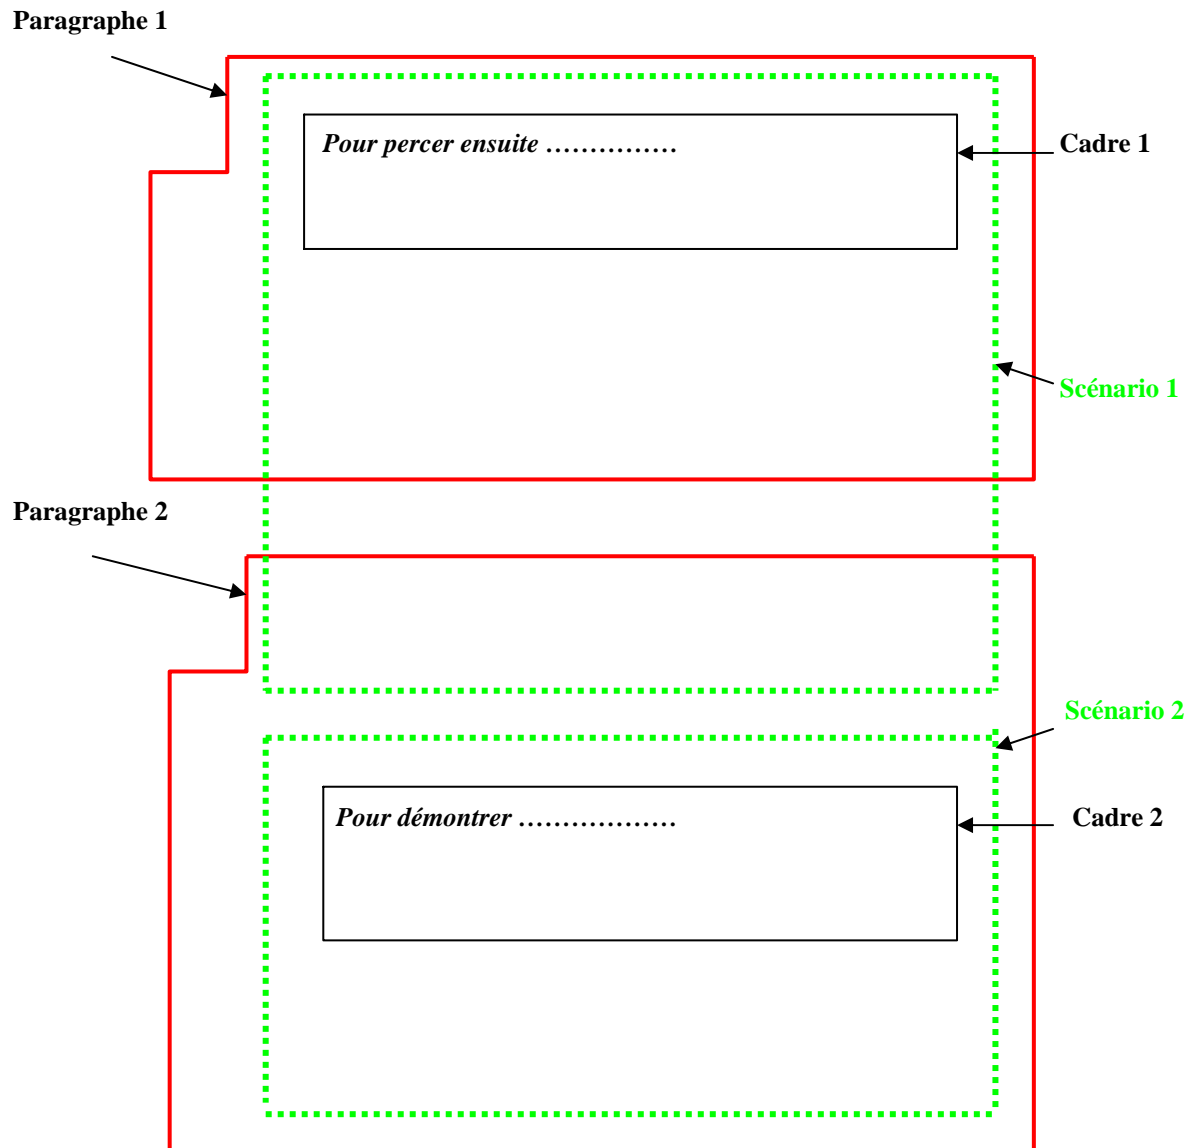 Paragraphe 1
Pour percer ensuite ……………
Cadre 1
Scénario 1
Paragraphe 2
Scénario 2
Pour démontrer ………………
Cadre 2